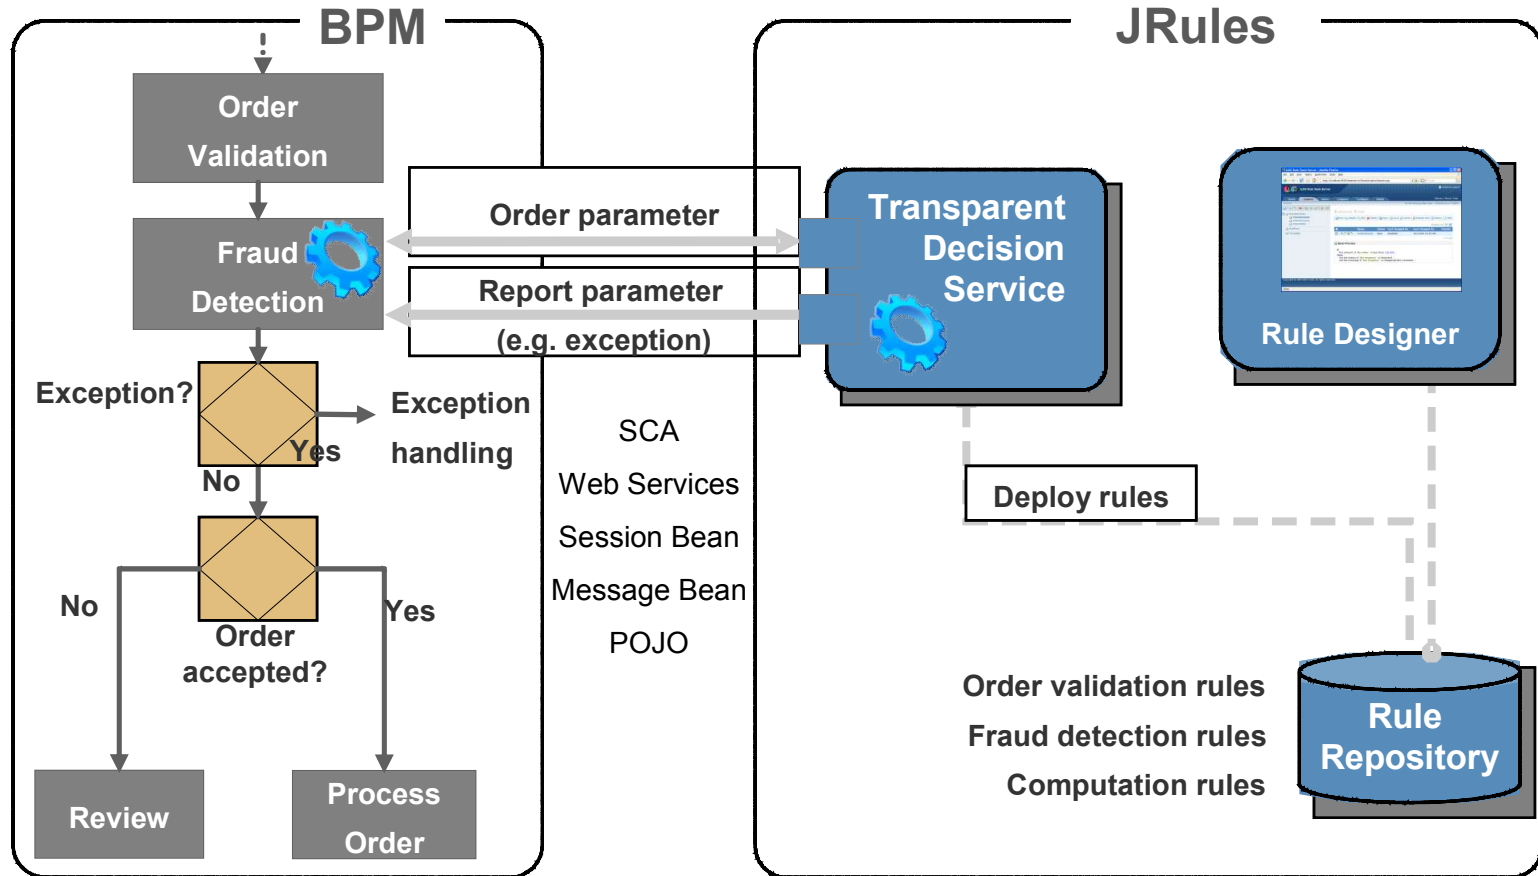 BPM
JRules
Order
Validation
Fraud
Detection
Exception?
Yes
Exception
handling
No
No
Yes
Order
accepted?
Review
Process
Order
Order parameter
Report parameter
(e.g. exception)
SCA
Web Services
Session Bean
Message Bean
POJO
Transparent
Decision
Service
Rule Designer
Deploy rules
Order validation rules
Fraud detection rules
Computation rules
Rule
Repository